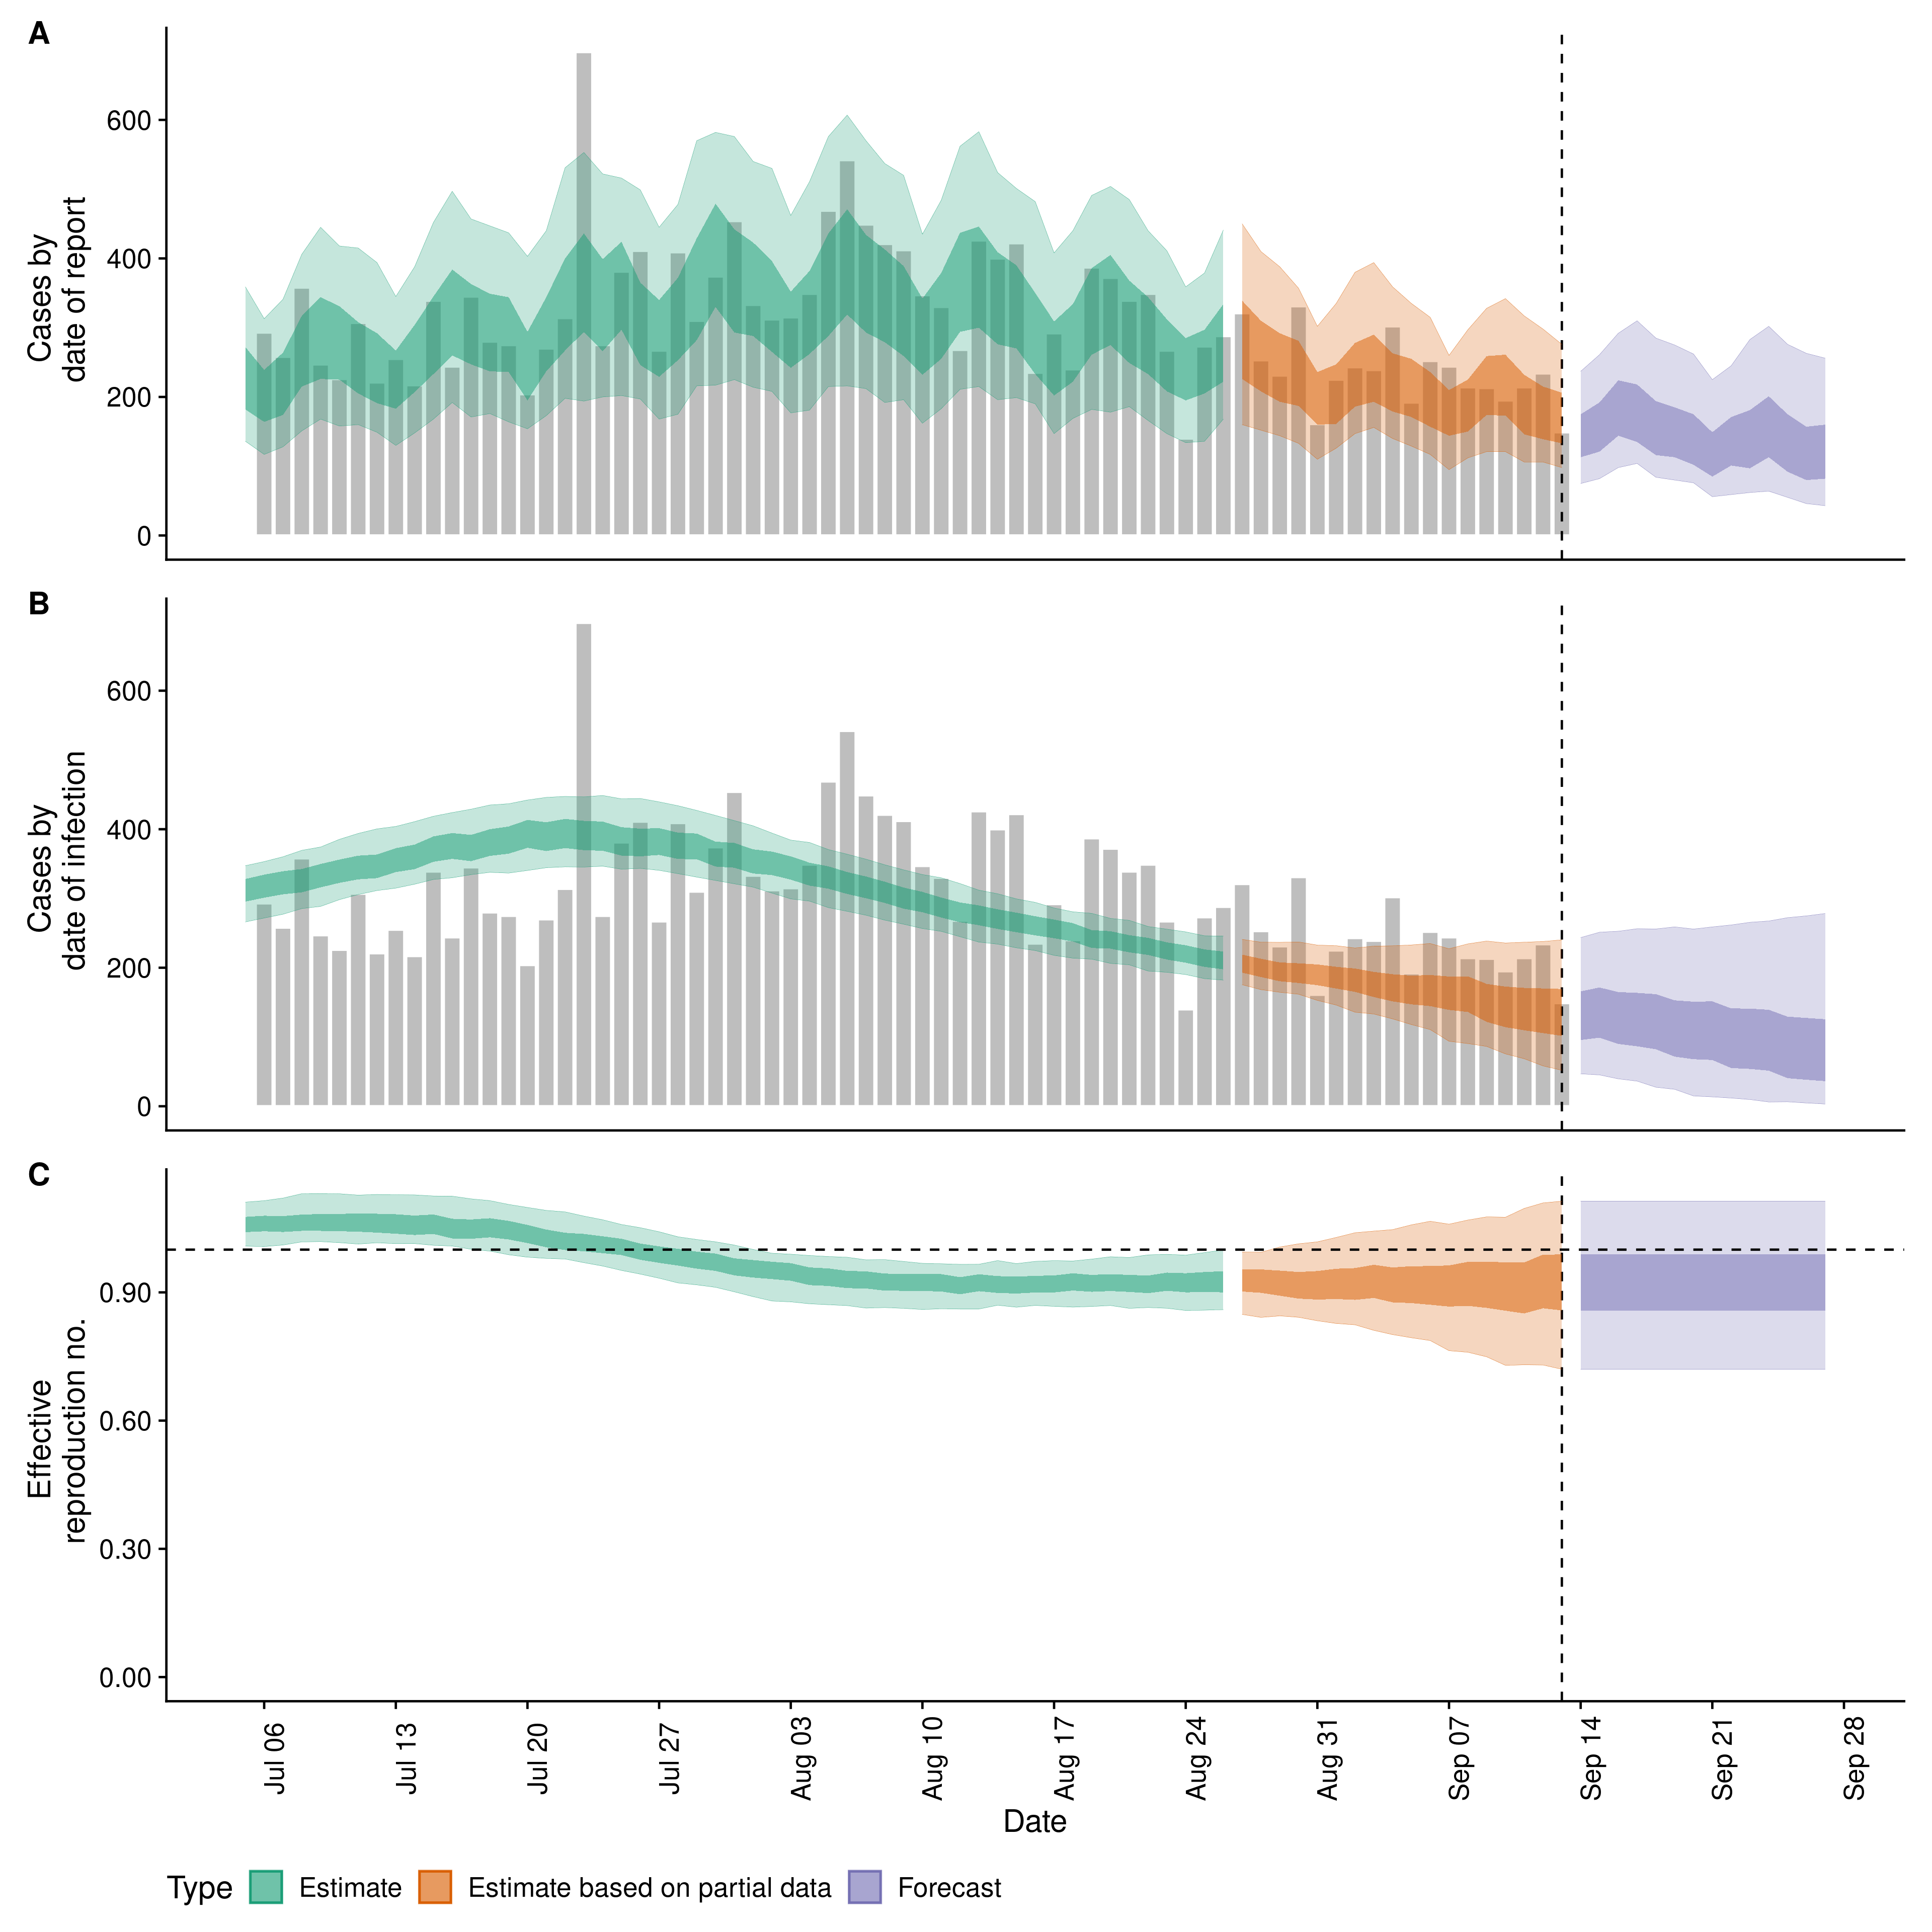 A
Cases by
date of report
600
400
200
0
B
Cases by
date of infection
600
400
200
0
C
Effective
reproduction no.
0.90
0.60
0.30
0.00
Jul 06
Jul 13
Jul 20
Jul 27
Aug 03
Aug 10
Aug 17
Aug 24
Aug 31
Sep 07
Sep 14
Sep 21
Sep 28
Date
Type Estimate Estimate based on partial data Forecast